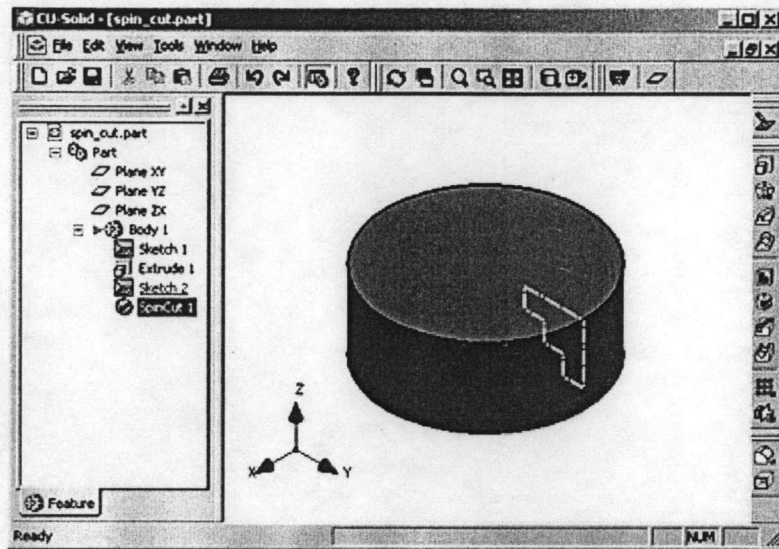 CU-Solid - [spin_cut.part]
File Edit View Tools Window Help
spin_cut.part
Part
Plane XY
Plane YZ
Plane ZX
Body 1
Sketch 1
Extrude 1
Sketch 2
SpinCut 1
Z
X
Y
Feature
Ready
NUM